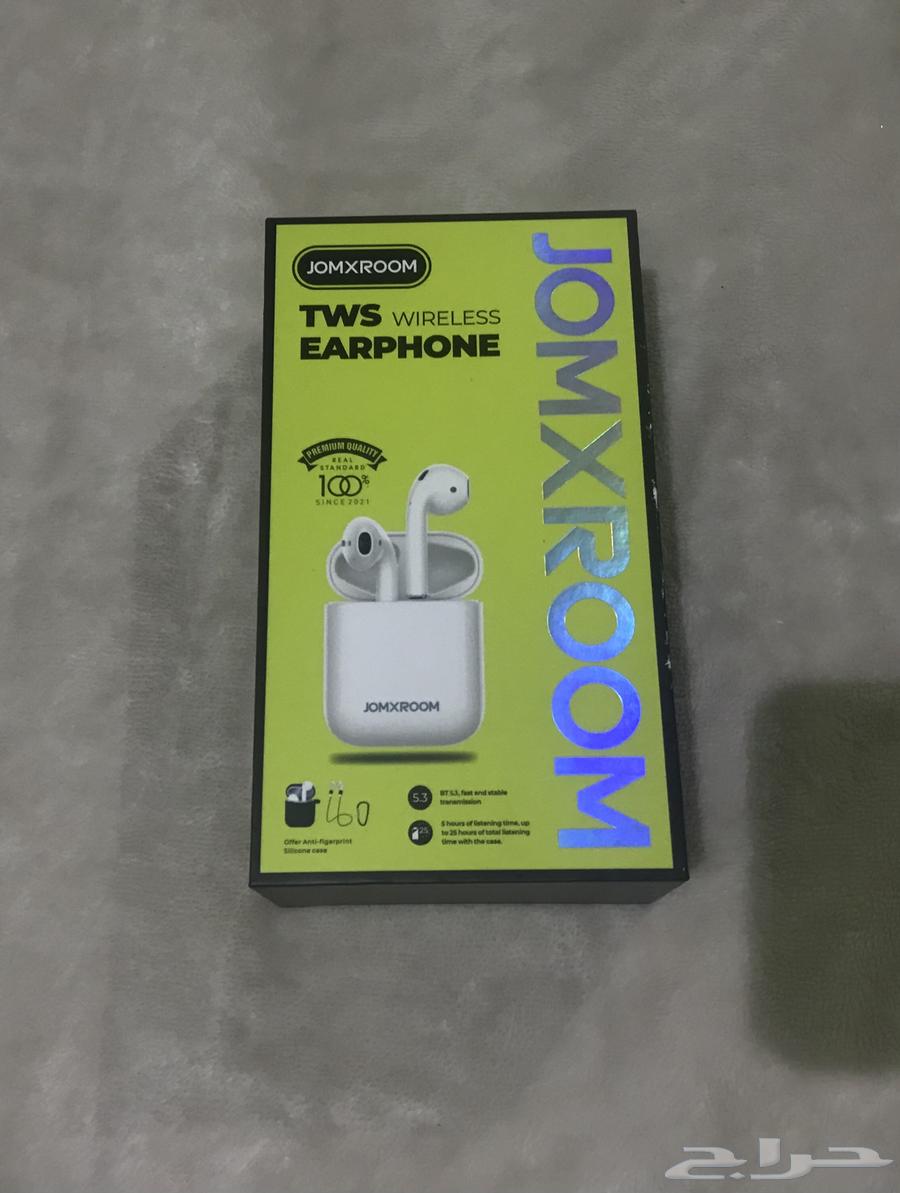 JOMXROOM
TWS WIRELESS
EARPHONE
JOMXROOM
PREMIUM QUALITY
REAL
STANDARD
100%
SINCE 2021
JOMXROOM
5.3
BT 5.3, fast and stable
transmission
25
5 hours of listening time, up
to 25 hours of total listening
time with the case.
Offer Anti-figerprint
Silicone case
حراج